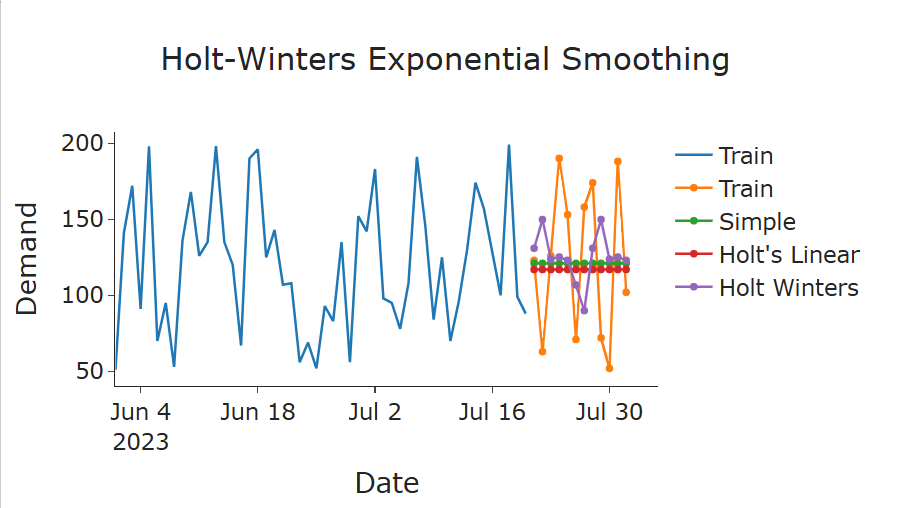 Holt-Winters Exponential Smoothing
200
150
100
50
Demand
Jun 4
2023
Jun 18
Jul 2
Jul 16
Jul 30
Date
Train
Train
Simple
Holt's Linear
Holt Winters